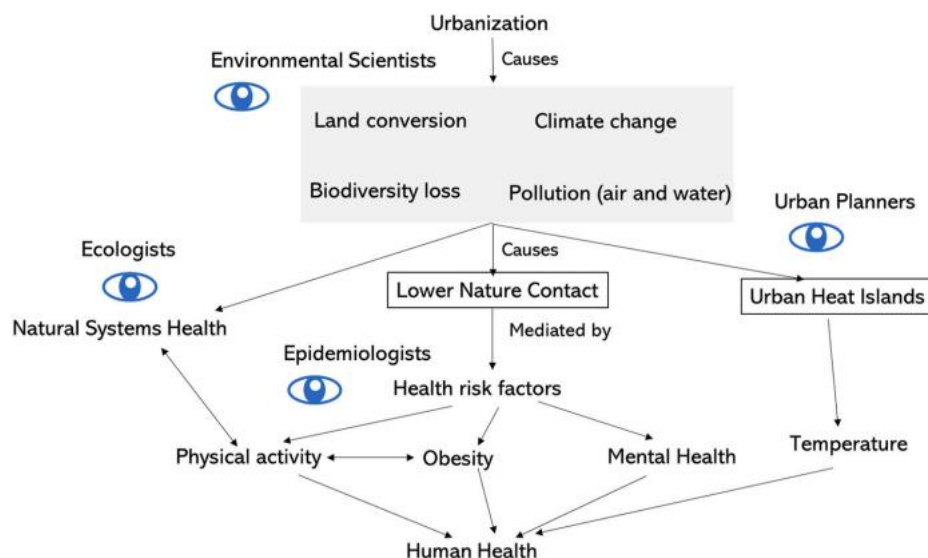 Urbanization
Causes
Environmental Scientists
Land conversion
Climate change
Biodiversity loss
Pollution (air and water)
Urban Planners
Ecologists
Causes
Lower Nature Contact
Urban Heat Islands
Natural Systems Health
Mediated by
Epidemiologists
Health risk factors
Physical activity
Obesity
Mental Health
Temperature
Human Health